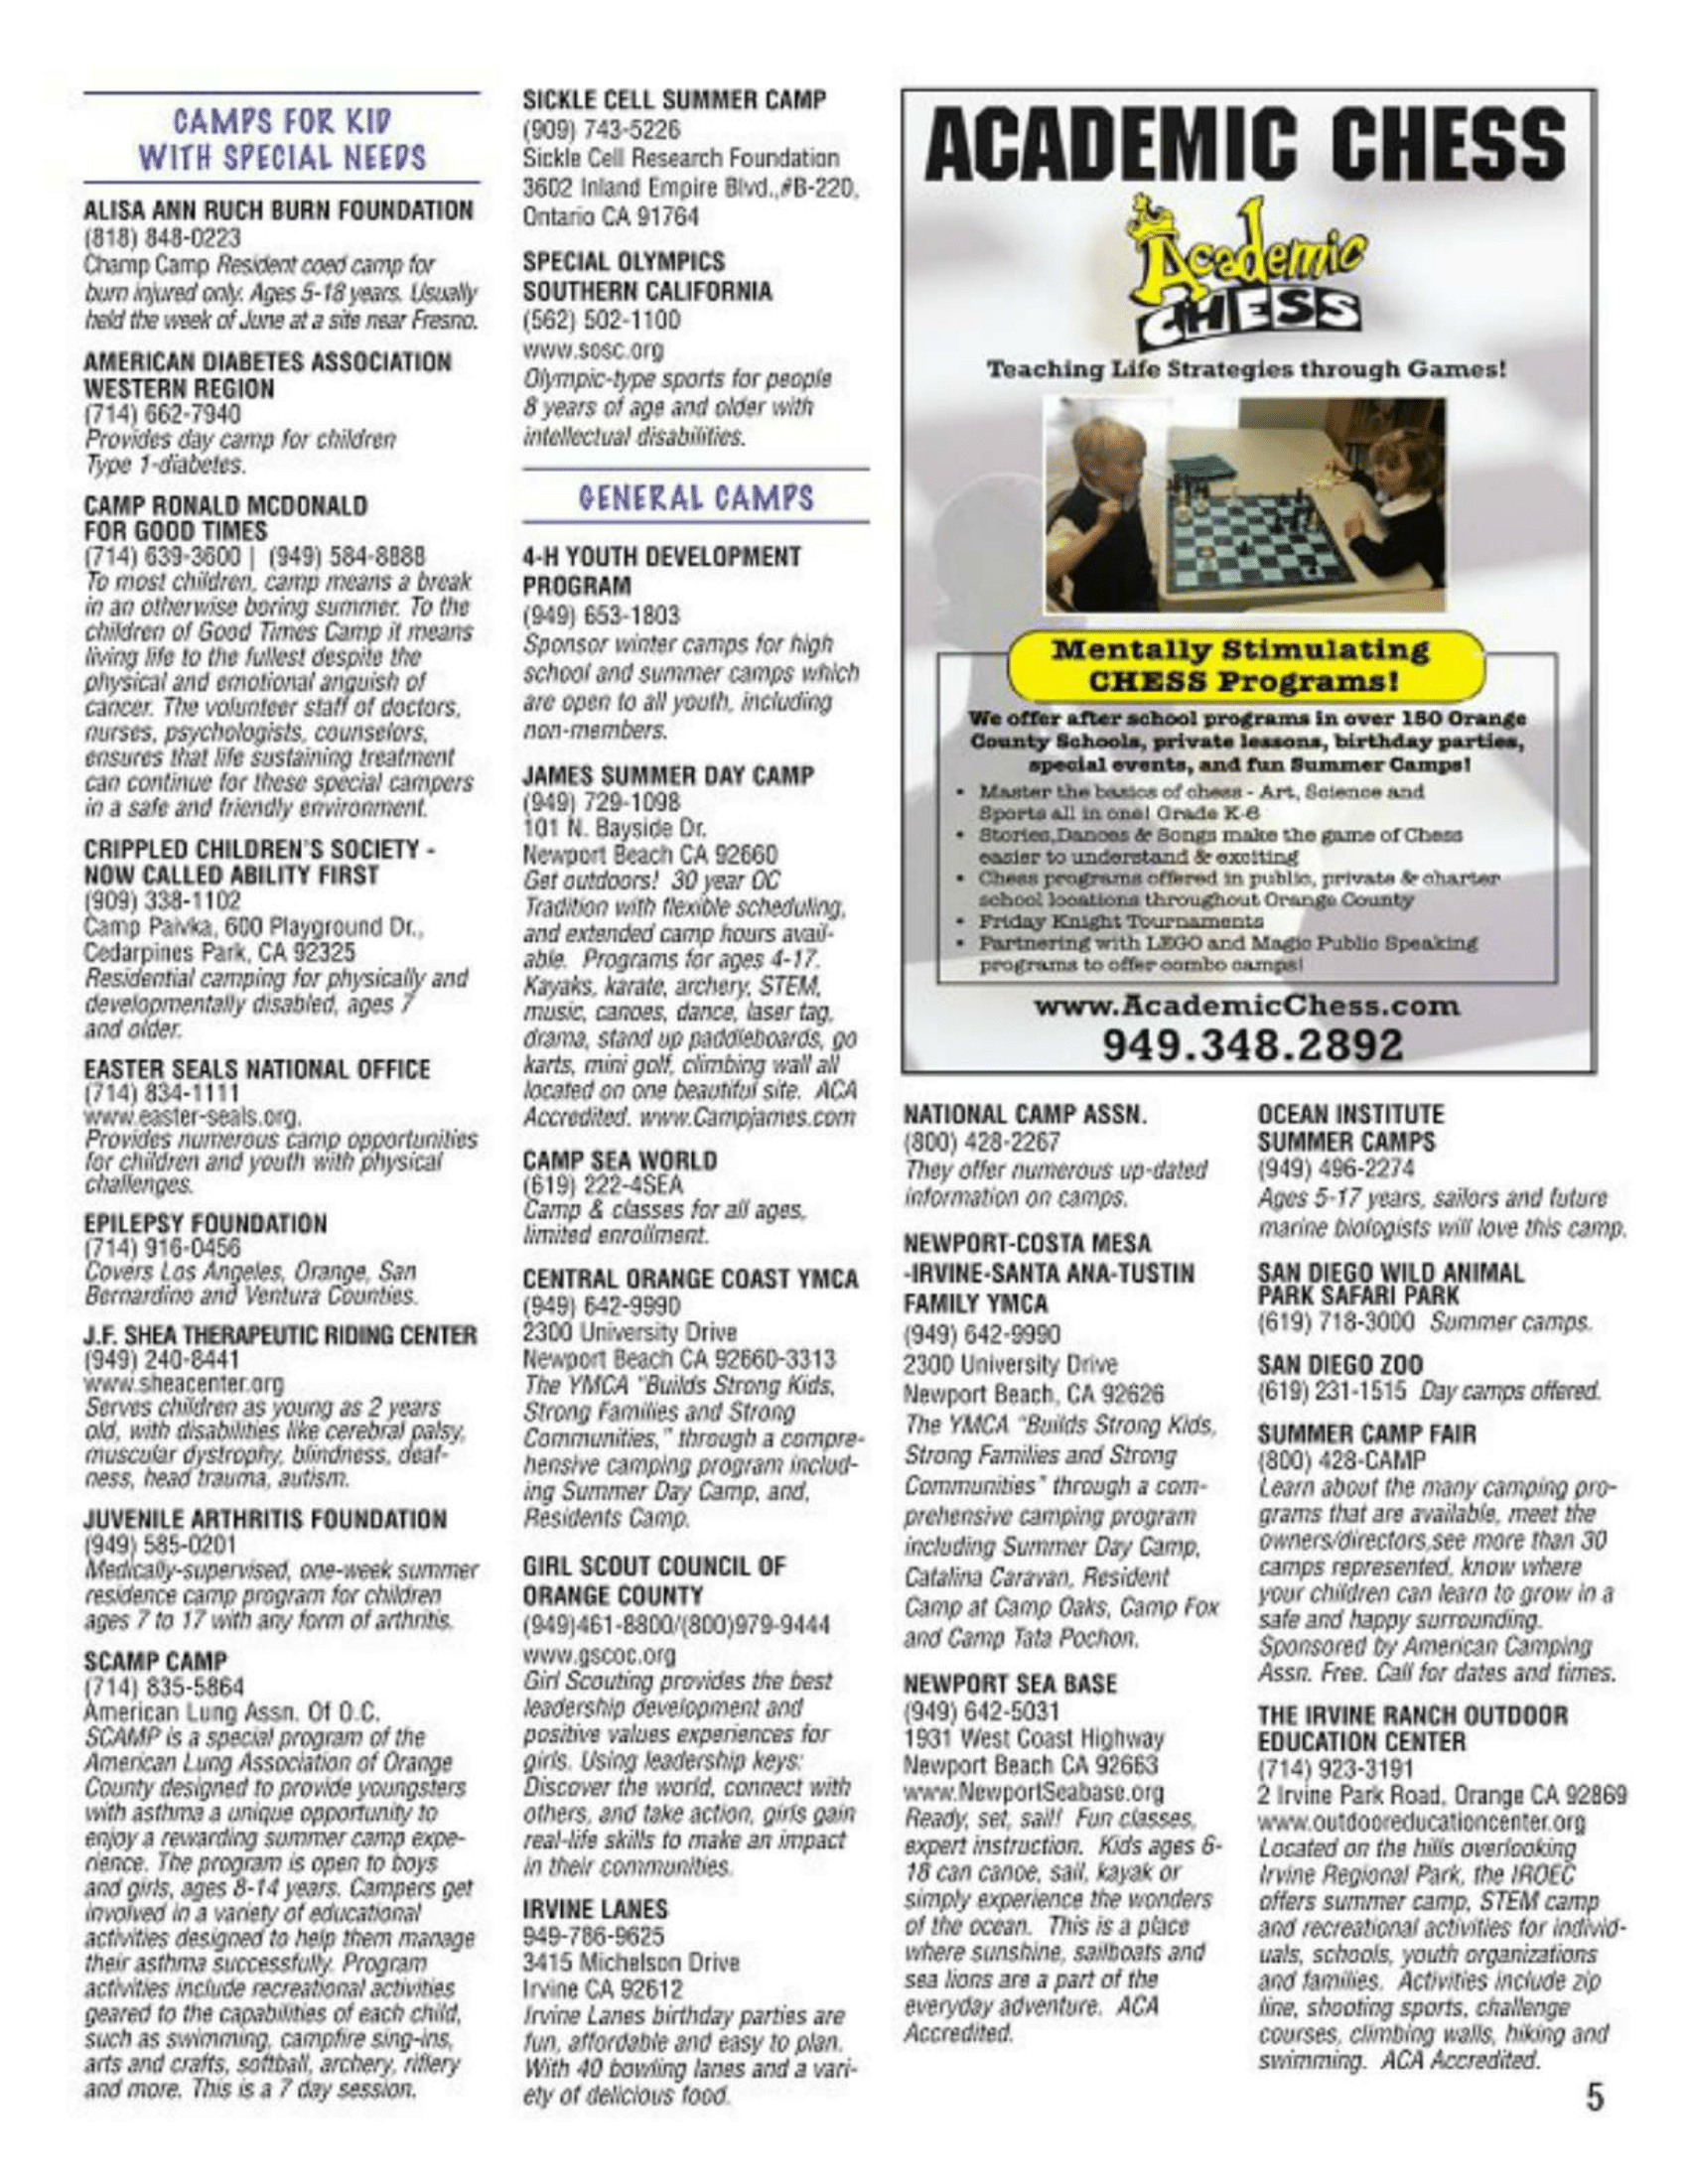 CAMPS FOR KID
WITH SPECIAL NEEDS
ALISA ANN RUCH BURN FOUNDATION
(818) 848-0223
Champ Camp Resident coed camp for
burn injured only. Ages 5-18 years. Usually
held the week of June at a site near Fresno.
AMERICAN DIABETES ASSOCIATION
WESTERN REGION
(714) 662-7940
Provides day camp for children
Type 1-diabetes.
CAMP RONALD MCDONALD
FOR GOOD TIMES
(714) 639-3600 | (949) 584-8888
To most children, camp means a break
in an otherwise boring summer. To the
children of Good Times Camp it means
living life to the fullest despite the
physical and emotional anguish of
cancer. The volunteer staff of doctors,
nurses, psychologists, counselors,
ensures that life sustaining treatment
can continue for these special campers
in a safe and friendly environment.
CRIPPLED CHILDREN'S SOCIETY -
NOW CALLED ABILITY FIRST
(909) 338-1102
Camp Paivka, 600 Playground Dr.,
Cedarpines Park, CA 92325
Residential camping for physically and
developmentally disabled, ages 7
and older.
EASTER SEALS NATIONAL OFFICE
(714) 834-1111
www.easter-seals.org.
Provides numerous camp opportunities
for children and youth with physical
challenges.
EPILEPSY FOUNDATION
(714) 916-0456
Covers Los Angeles, Orange, San
Bernardino and Ventura Counties.
J.F. SHEA THERAPEUTIC RIDING CENTER
(949) 240-8441
www.sheacenter.org
Serves children as young as 2 years
old, with disabilities like cerebral palsy,
muscular dystrophy, blindness, deaf-
ness, head trauma, autism.
JUVENILE ARTHRITIS FOUNDATION
(949) 585-0201
Medically-supervised, one-week summer
residence camp program for children
ages 7 to 17 with any form of arthritis.
SCAMP CAMP
(714) 835-5864
American Lung Assn. Of O.C.
SCAMP is a special program of the
American Lung Association of Orange
County designed to provide youngsters
with asthma a unique opportunity to
enjoy a rewarding summer camp expe-
rience. The program is open to boys
and girls, ages 8-14 years. Campers get
involved in a variety of educational
activities designed to help them manage
their asthma successfully. Program
activities include recreational activities
geared to the capabilities of each child,
such as swimming, campfire sing-ins,
arts and crafts, softball, archery, riflery
and more. This is a 7 day session.
SICKLE CELL SUMMER CAMP
(909) 743-5226
Sickle Cell Research Foundation
3602 Inland Empire Blvd.,#B-220,
Ontario CA 91764
SPECIAL OLYMPICS
SOUTHERN CALIFORNIA
(562) 502-1100
www.sosc.org
Olympic-type sports for people
8 years of age and older with
intellectual disabilities.
GENERAL CAMPS
4-H YOUTH DEVELOPMENT
PROGRAM
(949) 653-1803
Sponsor winter camps for high
school and summer camps which
are open to all youth, including
non-members.
JAMES SUMMER DAY CAMP
(949) 729-1098
101 N. Bayside Dr.
Newport Beach CA 92660
Get outdoors! 30 year OC
Tradition with flexible scheduling,
and extended camp hours avail-
able. Programs for ages 4-17.
Kayaks, karate, archery, STEM,
music, canoes, dance, laser tag,
drama, stand up paddleboards, go
karts, mini golf, climbing wall all
located on one beautiful site. ACA
Accredited. www.Campjames.com
CAMP SEA WORLD
(619) 222-4SEA
Camp & classes for all ages,
limited enrollment.
CENTRAL ORANGE COAST YMCA
(949) 642-9990
2300 University Drive
Newport Beach CA 92660-3313
The YMCA "Builds Strong Kids,
Strong Families and Strong
Communities," through a compre-
hensive camping program includ-
ing Summer Day Camp, and,
Residents Camp.
GIRL SCOUT COUNCIL OF
ORANGE COUNTY
(949)461-8800/(800)979-9444
www.gscoc.org
Girl Scouting provides the best
leadership development and
positive values experiences for
girls. Using leadership keys:
Discover the world, connect with
others, and take action, girls gain
real-life skills to make an impact
in their communities.
IRVINE LANES
949-786-9625
3415 Michelson Drive
Irvine CA 92612
Irvine Lanes birthday parties are
fun, affordable and easy to plan.
With 40 bowling lanes and a vari-
ety of delicious food.
ACADEMIC CHESS
Academic
CHESS
Teaching Life Strategies through Games!
Mentally Stimulating
CHESS Programs!
We offer after school programs in over 150 Orange
County Schools, private lessons, birthday parties,
special events, and fun Summer Camps!
• Master the basics of chess - Art, Science and
Sports all in one! Grade K-6
• Stories,Dances & Songs make the game of Chess
easier to understand & exciting
• Chess programs offered in public, private & charter
school locations throughout Orange County
• Friday Knight Tournaments
• Partnering with LEGO and Magic Public Speaking
programs to offer combo camps!
www.AcademicChess.com
949.348.2892
NATIONAL CAMP ASSN.
(800) 428-2267
They offer numerous up-dated
information on camps.
NEWPORT-COSTA MESA
-IRVINE-SANTA ANA-TUSTIN
FAMILY YMCA
(949) 642-9990
2300 University Drive
Newport Beach, CA 92626
The YMCA "Builds Strong Kids,
Strong Families and Strong
Communities" through a com-
prehensive camping program
including Summer Day Camp,
Catalina Caravan, Resident
Camp at Camp Oaks, Camp Fox
and Camp Tata Pochon.
NEWPORT SEA BASE
(949) 642-5031
1931 West Coast Highway
Newport Beach CA 92663
www.NewportSeabase.org
Ready, set, sail! Fun classes,
expert instruction. Kids ages 6-
18 can canoe, sail, kayak or
simply experience the wonders
of the ocean. This is a place
where sunshine, sailboats and
sea lions are a part of the
everyday adventure. ACA
Accredited.
OCEAN INSTITUTE
SUMMER CAMPS
(949) 496-2274
Ages 5-17 years, sailors and future
marine biologists will love this camp.
SAN DIEGO WILD ANIMAL
PARK SAFARI PARK
(619) 718-3000 Summer camps.
SAN DIEGO ZOO
(619) 231-1515 Day camps offered.
SUMMER CAMP FAIR
(800) 428-CAMP
Learn about the many camping pro-
grams that are available, meet the
owners/directors,see more than 30
camps represented, know where
your children can learn to grow in a
safe and happy surrounding.
Sponsored by American Camping
Assn. Free. Call for dates and times.
THE IRVINE RANCH OUTDOOR
EDUCATION CENTER
(714) 923-3191
2 Irvine Park Road, Orange CA 92869
www.outdooreducationcenter.org
Located on the hills overlooking
Irvine Regional Park, the IROEC
offers summer camp, STEM camp
and recreational activities for individ-
uals, schools, youth organizations
and families. Activities include zip
line, shooting sports, challenge
courses, climbing walls, hiking and
swimming. ACA Accredited.
5